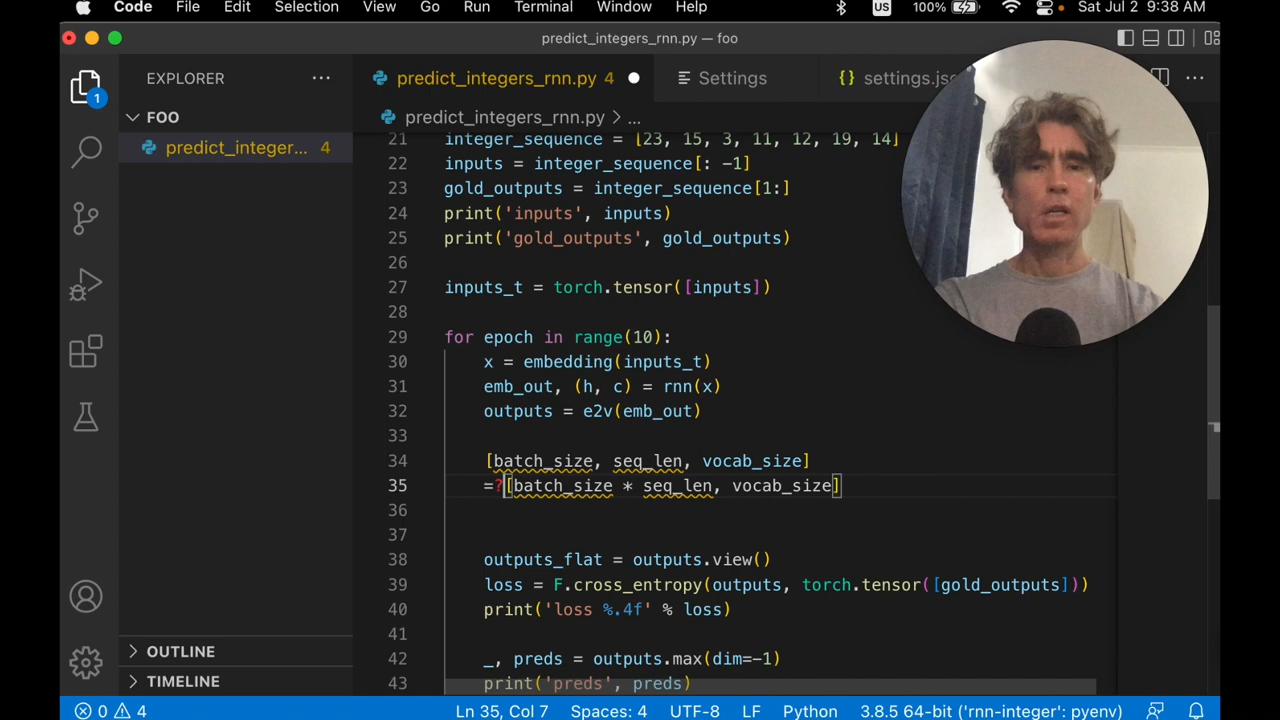 Code File Edit Selection View Go Run Terminal Window Help US 100% Sat Jul 2 9:38 AM
predict_integers_rnn.py — foo
EXPLORER ···
predict_integers_rnn.py 4 Settings {} settings.js ···
1
FOO
predict_integers_rnn.py > ...
predict_integer... 4
21 integer_sequence = [23, 15, 3, 11, 12, 19, 14]
22 inputs = integer_sequence[: -1]
23 gold_outputs = integer_sequence[1:]
24 print('inputs', inputs)
25 print('gold_outputs', gold_outputs)
26
27 inputs_t = torch.tensor([inputs])
28
29 for epoch in range(10):
30 x = embedding(inputs_t)
31 emb_out, (h, c) = rnn(x)
32 outputs = e2v(emb_out)
33
34 [batch_size, seq_len, vocab_size]
35 =?[batch_size * seq_len, vocab_size]
36
37
38 outputs_flat = outputs.view()
39 loss = F.cross_entropy(outputs, torch.tensor([gold_outputs]))
40 print('loss %.4f' % loss)
41
42 _, preds = outputs.max(dim=-1)
43 print('preds', preds)
OUTLINE
TIMELINE
0 4 Ln 35, Col 7 Spaces: 4 UTF-8 LF Python 3.8.5 64-bit ('rnn-integer': pyenv)